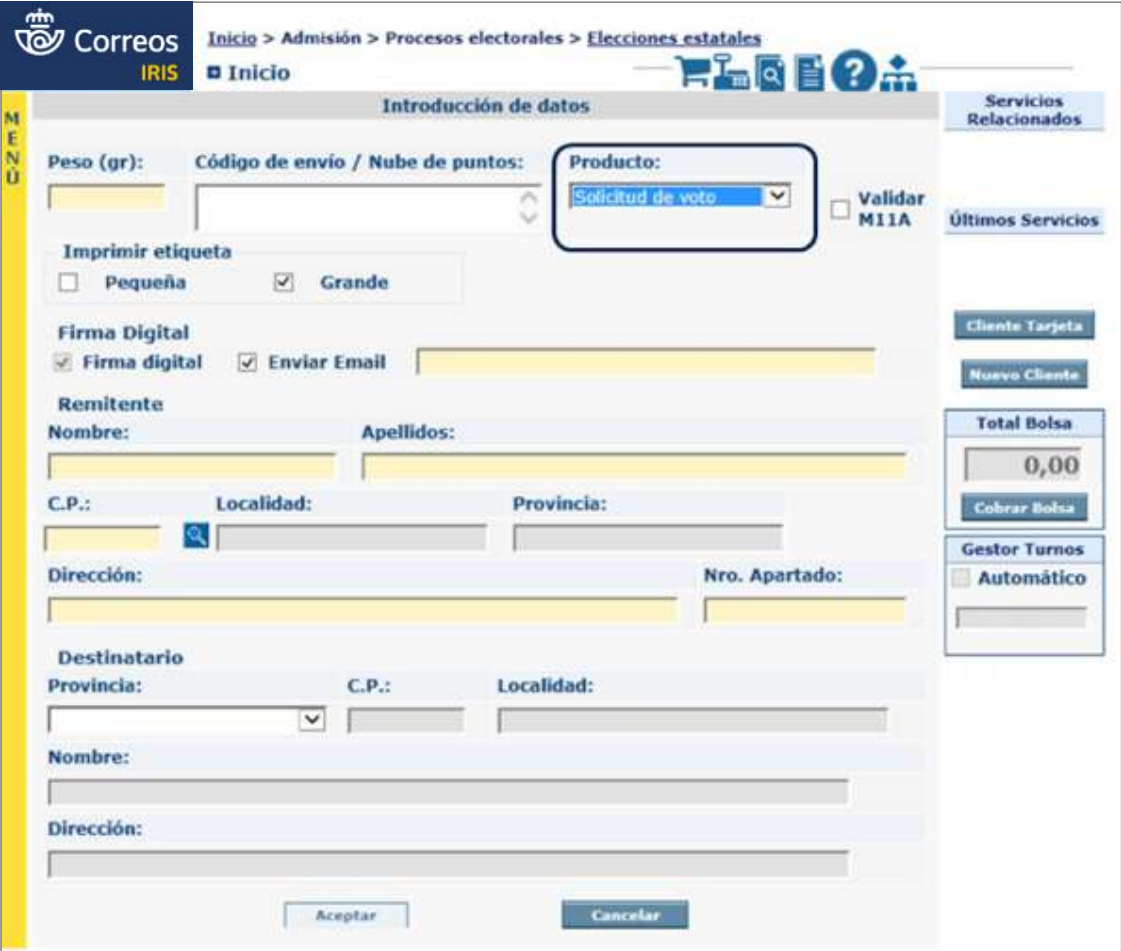 Correos
IRIS
Inicio > Admisión > Procesos electorales > Elecciones estatales
Inicio
?
MENÚ
Introducción de datos
Servicios
Relacionados
Peso (gr):
Código de envío / Nube de puntos:
Producto:
Solicitud de voto
Validar
M11A
Últimos Servicios
Imprimir etiqueta
Pequeña
Grande
Firma Digital
Firma digital
Enviar Email
Cliente Tarjeta
Nuevo Cliente
Remitente
Nombre:
Apellidos:
Total Bolsa
0,00
C.P.:
Localidad:
Provincia:
Cobrar Bolsa
Gestor Turnos
Automático
Dirección:
Nro. Apartado:
Destinatario
Provincia:
C.P.:
Localidad:
Nombre:
Dirección:
Aceptar
Cancelar